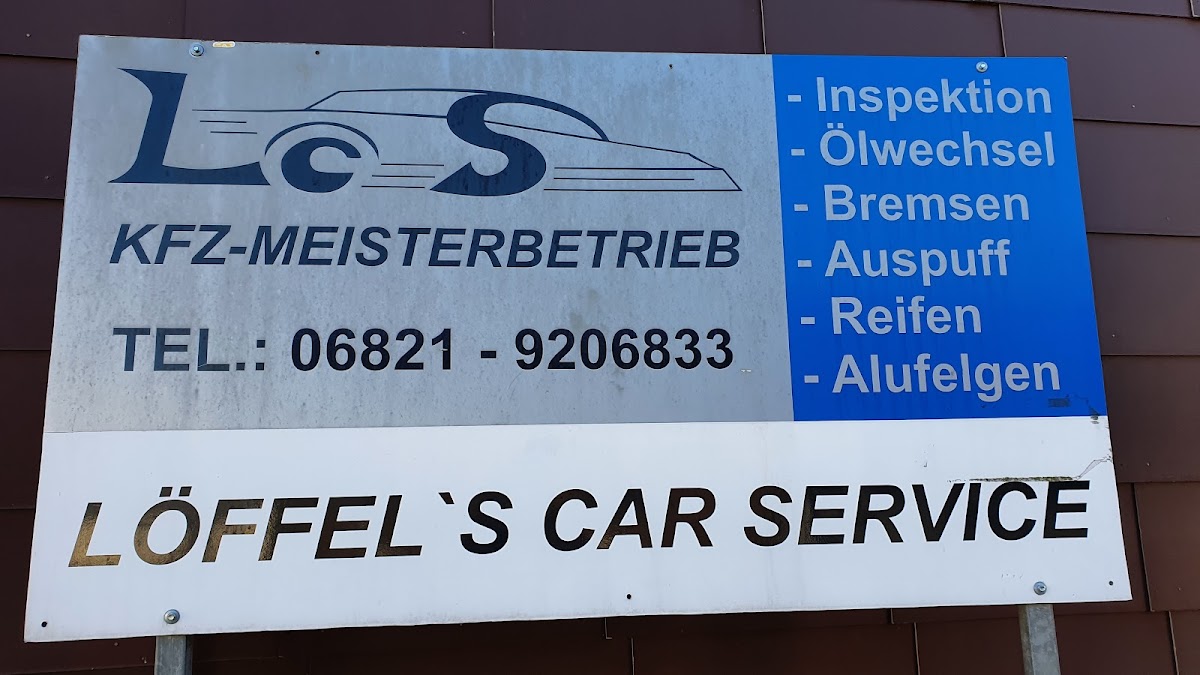 LCS
KFZ-MEISTERBETRIEB
TEL.: 06821 - 9206833
- Inspektion
- Ölwechsel
- Bremsen
- Auspuff
- Reifen
- Alufelgen
LÖFFEL`S CAR SERVICE